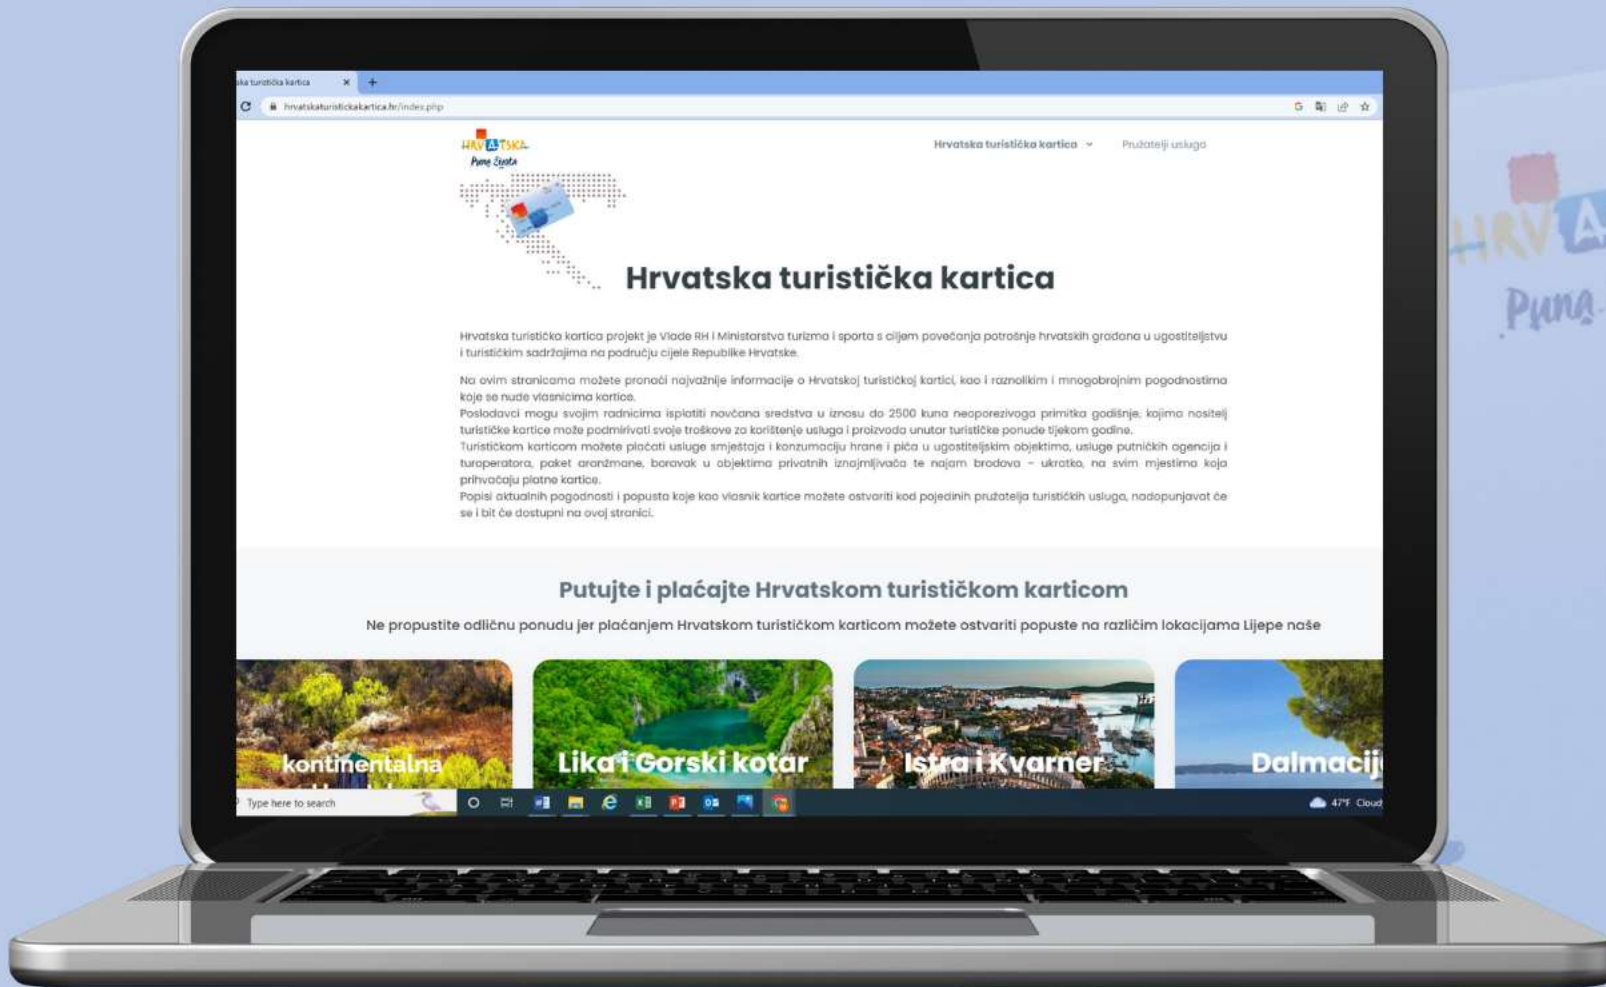 ska turistička kartica
hrvatskaturistickakartica.hr/index.php
HRVATSKA
Puna života
Hrvatska turistička kartica
Pružatelji usluga
Hrvatska turistička kartica
Hrvatska turistička kartica projekt je Vlade RH i Ministarstva turizma i sporta s ciljem povećanja potrošnje hrvatskih građana u ugostiteljstvu
i turističkim sadržajima na području cijele Republike Hrvatske.
Na ovim stranicama možete pronaći najvažnije informacije o Hrvatskoj turističkoj kartici, kao i raznolikim i mnogobrojnim pogodnostima
koje se nude vlasnicima kartice.
Poslodavci mogu svojim radnicima isplatiti novčana sredstva u iznosu do 2500 kuna neoporezivoga primitka godišnje, kojima nositelj
turističke kartice može podmirivati svoje troškove za korištenje usluga i proizvoda unutar turističke ponude tijekom godine.
Turističkom karticom možete plaćati usluge smještaja i konzumaciju hrane i pića u ugostiteljskim objektima, usluge putničkih agencija i
turoperatora, paket aranžmane, boravak u objektima privatnih iznajmljivača te najam brodova – ukratko, na svim mjestima koja
prihvaćaju platne kartice.
Popisi aktualnih pogodnosti i popusta koje kao vlasnik kartice možete ostvariti kod pojedinih pružatelja turističkih usluga, nadopunjavat će
se i bit će dostupni na ovoj stranici.
Putujte i plaćajte Hrvatskom turističkom karticom
Ne propustite odličnu ponudu jer plaćanjem Hrvatskom turističkom karticom možete ostvariti popuste na različim lokacijama Lijepe naše
kontinentalna
Lika i Gorski kotar
Istra i Kvarner
Dalmacij
Type here to search
47°F Cloud
HRVA
Puna